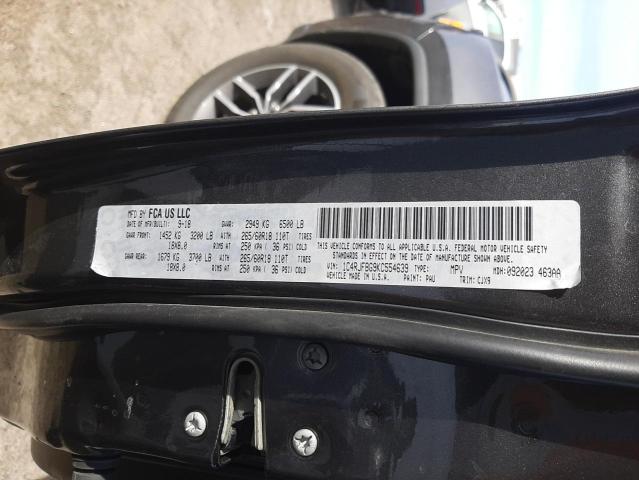 MFD BY FCA US LLC
DATE OF MFR(BUILT): 9-18 GVWR: 2949 KG 6500 LB
GAWR FRONT: 1452 KG 3200 LB WITH 265/60R18 110T TIRES
18X8.0 RIMS AT 250 KPA ( 36 PSI) COLD
GAWR REAR: 1679 KG 3700 LB WITH 265/60R18 110T TIRES
18X8.0 RIMS AT 250 KPA ( 36 PSI) COLD
THIS VEHICLE CONFORMS TO ALL APPLICABLE U.S.A. FEDERAL MOTOR VEHICLE SAFETY
STANDARDS IN EFFECT ON THE DATE OF MANUFACTURE SHOWN ABOVE.
VIN: 1C4RJFBG9KC554639 TYPE: MPV MDH: 092023 463AA
VEHICLE MADE IN U.S.A. PAINT: PAU TRIM: CJX9